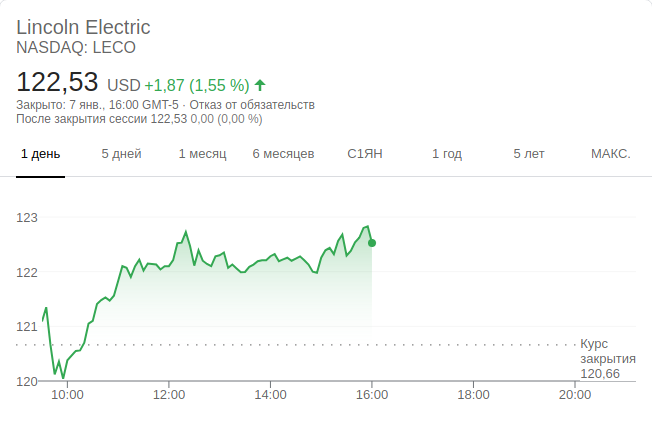 Lincoln Electric
NASDAQ: LECO
122,53 USD +1,87 (1,55 %)
Закрыто: 7 янв., 16:00 GMT-5 · Отказ от обязательств
После закрытия сессии 122,53 0,00 (0,00 %)
1 день 5 дней 1 месяц 6 месяцев С1ЯН 1 год 5 лет МАКС.
123
122
121
Курс
закрытия
120,66
120
10:00 12:00 14:00 16:00 18:00 20:00